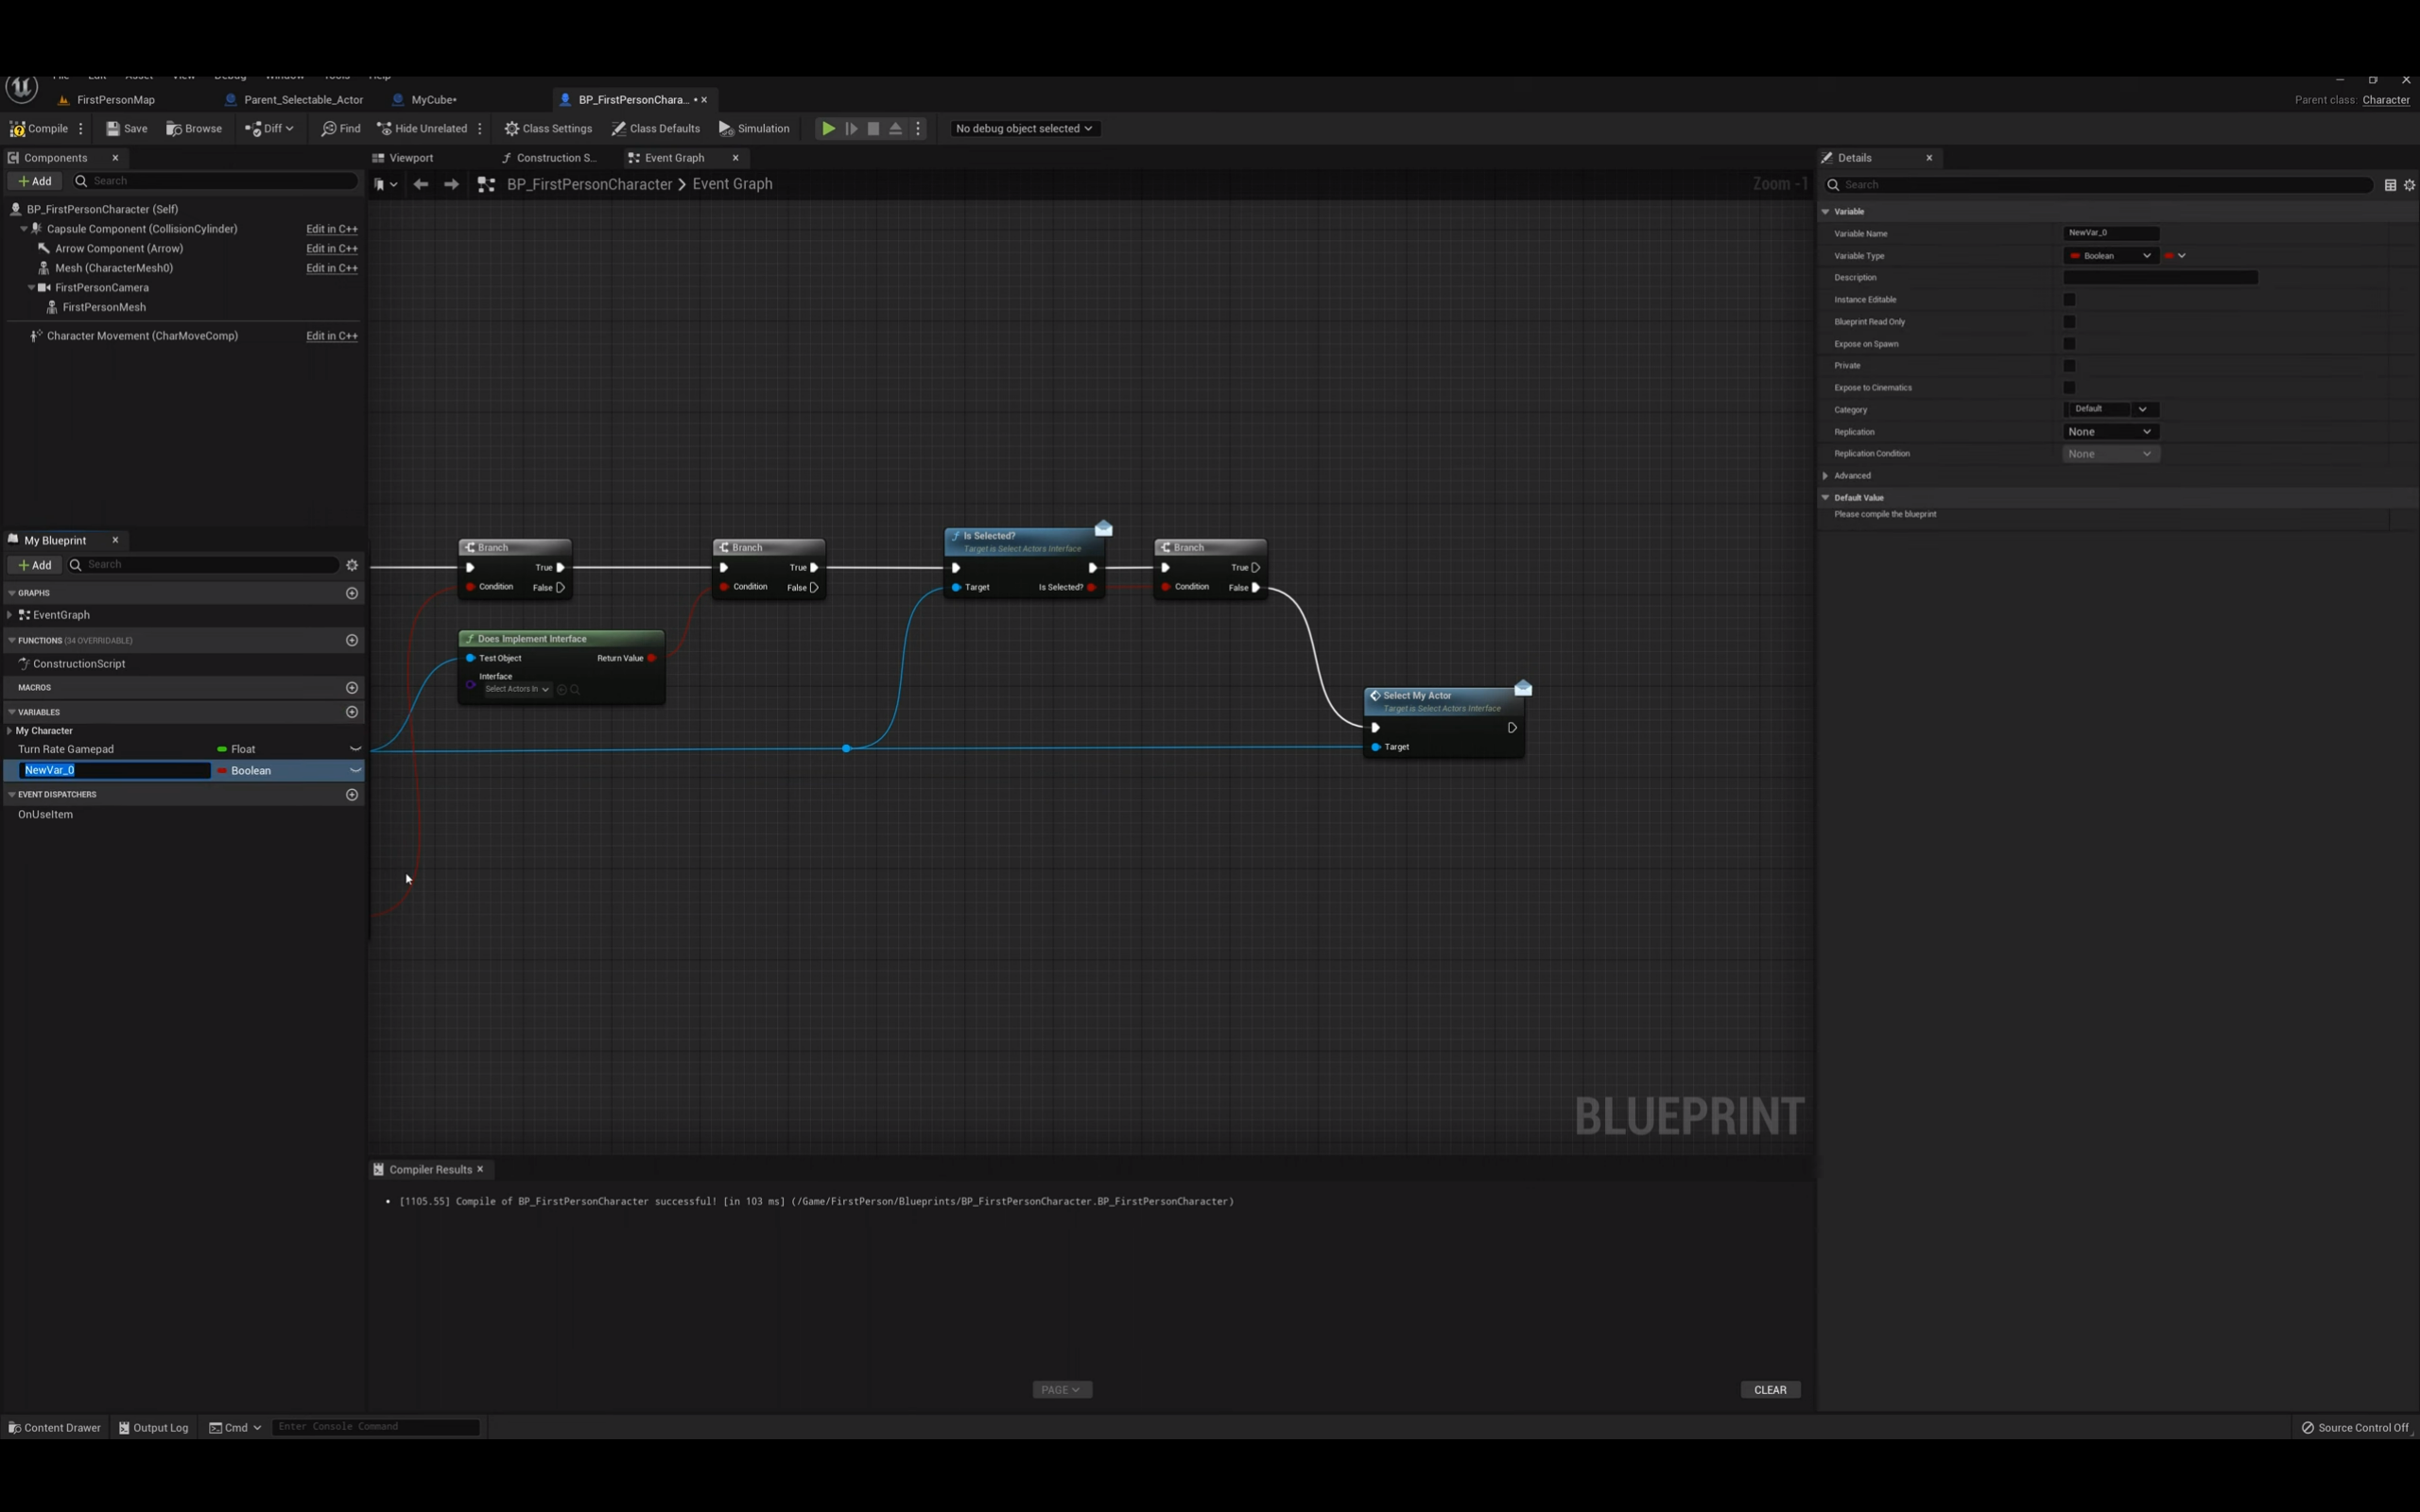 File Edit Asset View Debug Window Tools Help
FirstPersonMap
Parent_Selectable_Actor
MyCube•
BP_FirstPersonChara... •
Parent class: Character
Compile
Save
Browse
Diff
Find
Hide Unrelated
Class Settings
Class Defaults
Simulation
No debug object selected
Components
Add
Search
BP_FirstPersonCharacter (Self)
Capsule Component (CollisionCylinder) Edit in C++
Arrow Component (Arrow) Edit in C++
Mesh (CharacterMesh0) Edit in C++
FirstPersonCamera
FirstPersonMesh
Character Movement (CharMoveComp) Edit in C++
My Blueprint
Add
Search
GRAPHS
EventGraph
FUNCTIONS (34 OVERRIDABLE)
ConstructionScript
MACROS
VARIABLES
My Character
Turn Rate Gamepad Float
NewVar_0 Boolean
EVENT DISPATCHERS
OnUseItem
Viewport
Construction S...
Event Graph
BP_FirstPersonCharacter > Event Graph
Zoom -1
Branch
True
Condition False
Branch
True
Condition False
Is Selected?
Target is Select Actors Interface
Target Is Selected?
Branch
True
Condition False
Does Implement Interface
Test Object Return Value
Interface
Select Actors In
Select My Actor
Target is Select Actors Interface
Target
BLUEPRINT
Compiler Results
[1105.55] Compile of BP_FirstPersonCharacter successful! [in 103 ms] (/Game/FirstPerson/Blueprints/BP_FirstPersonCharacter.BP_FirstPersonCharacter)
PAGE
CLEAR
Details
Search
Variable
Variable Name NewVar_0
Variable Type Boolean
Description
Instance Editable
Blueprint Read Only
Expose on Spawn
Private
Expose to Cinematics
Category Default
Replication None
Replication Condition None
Advanced
Default Value
Please compile the blueprint
Content Drawer
Output Log
Cmd
Enter Console Command
Source Control Off